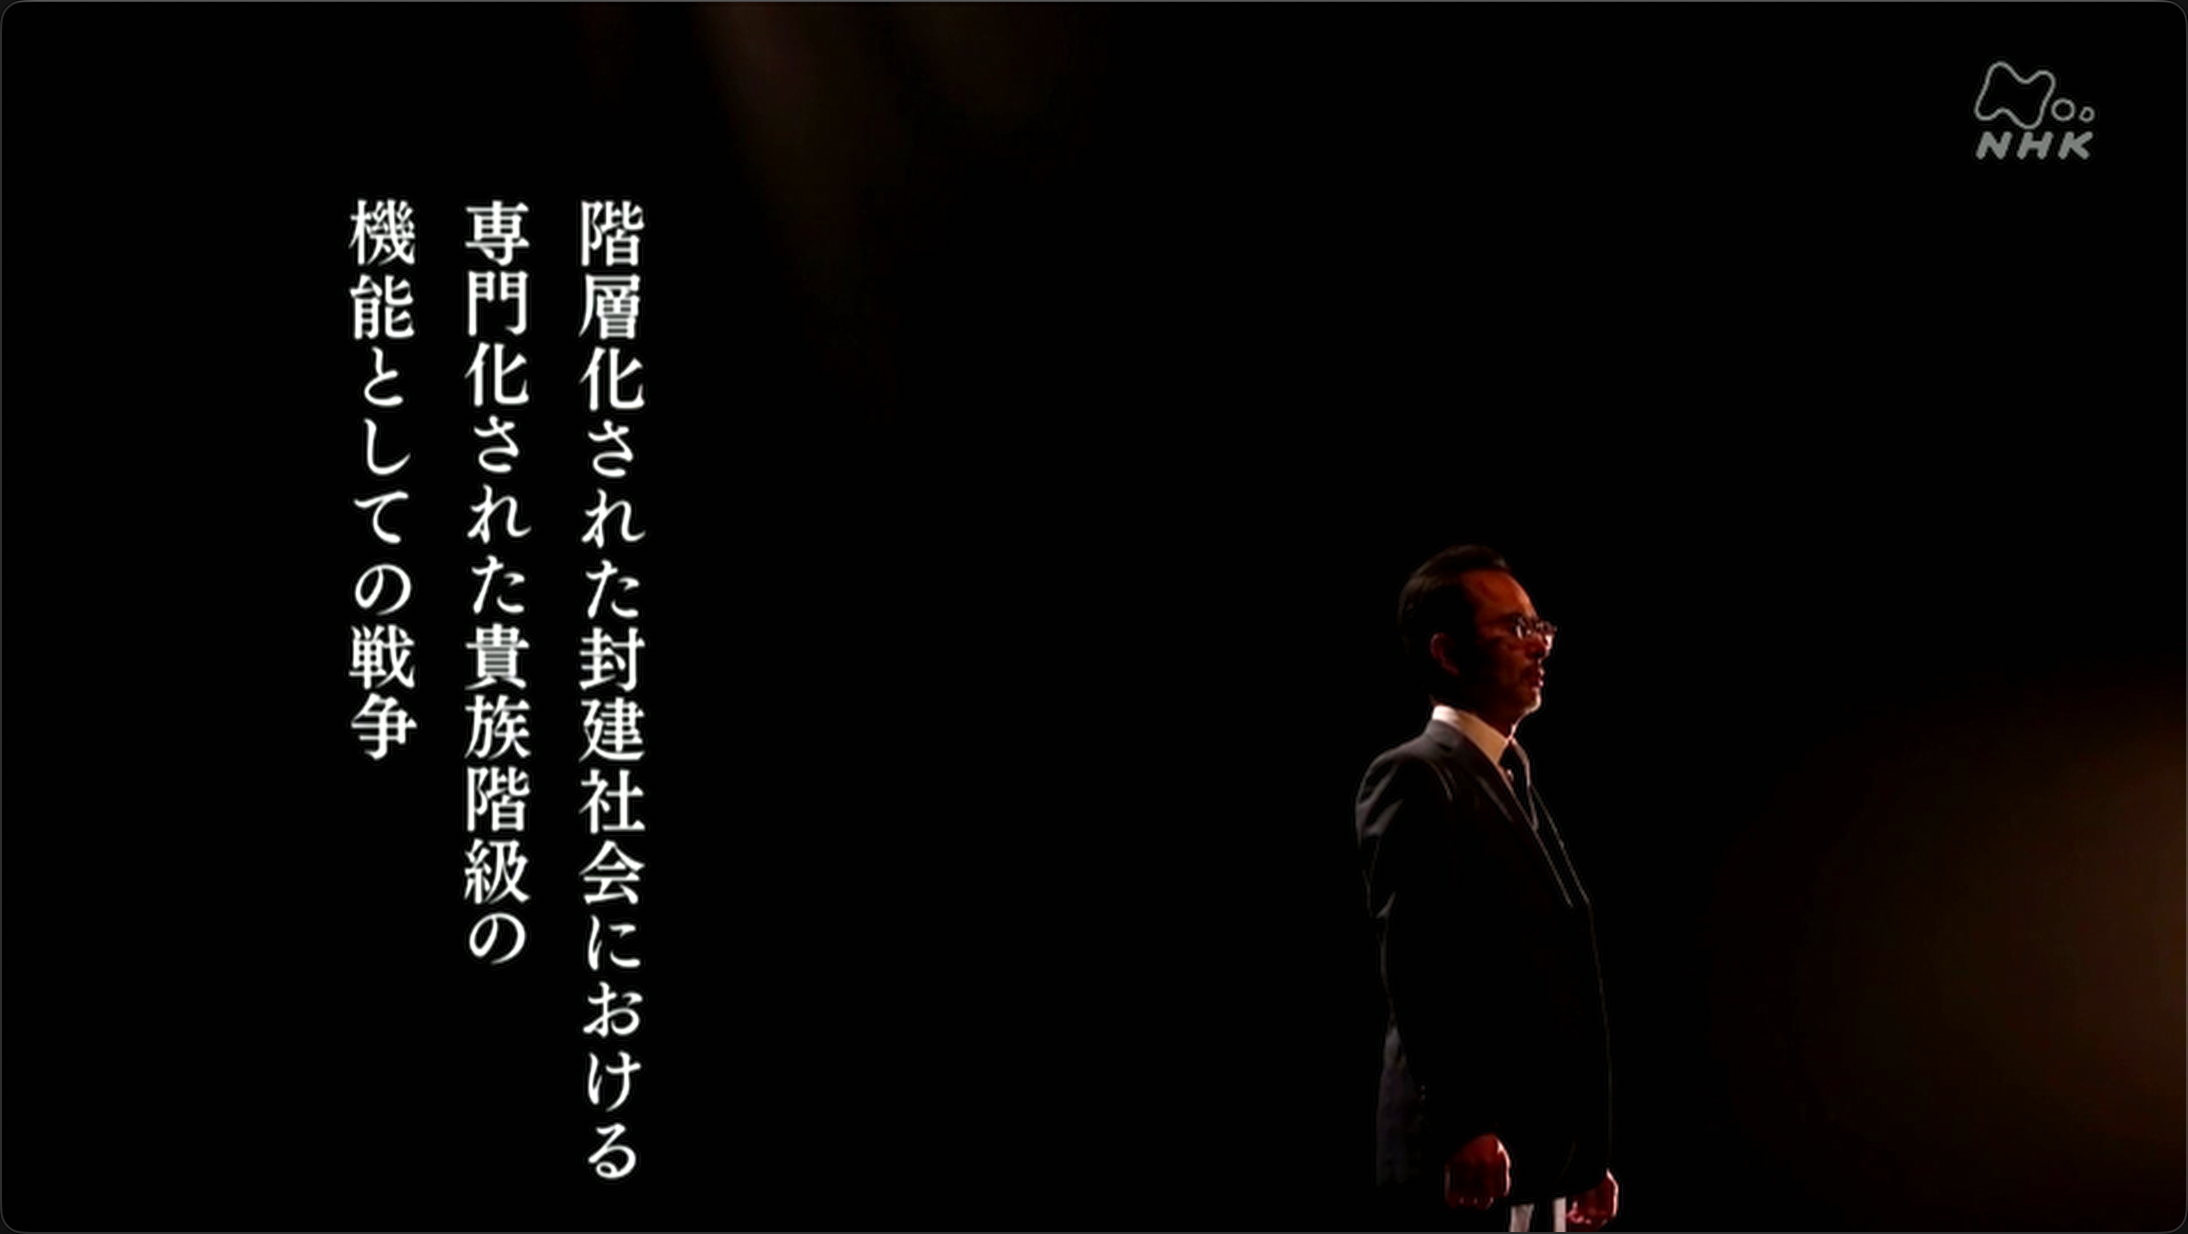 階層化された封建社会における
専門化された貴族階級の
機能としての戦争
NHK